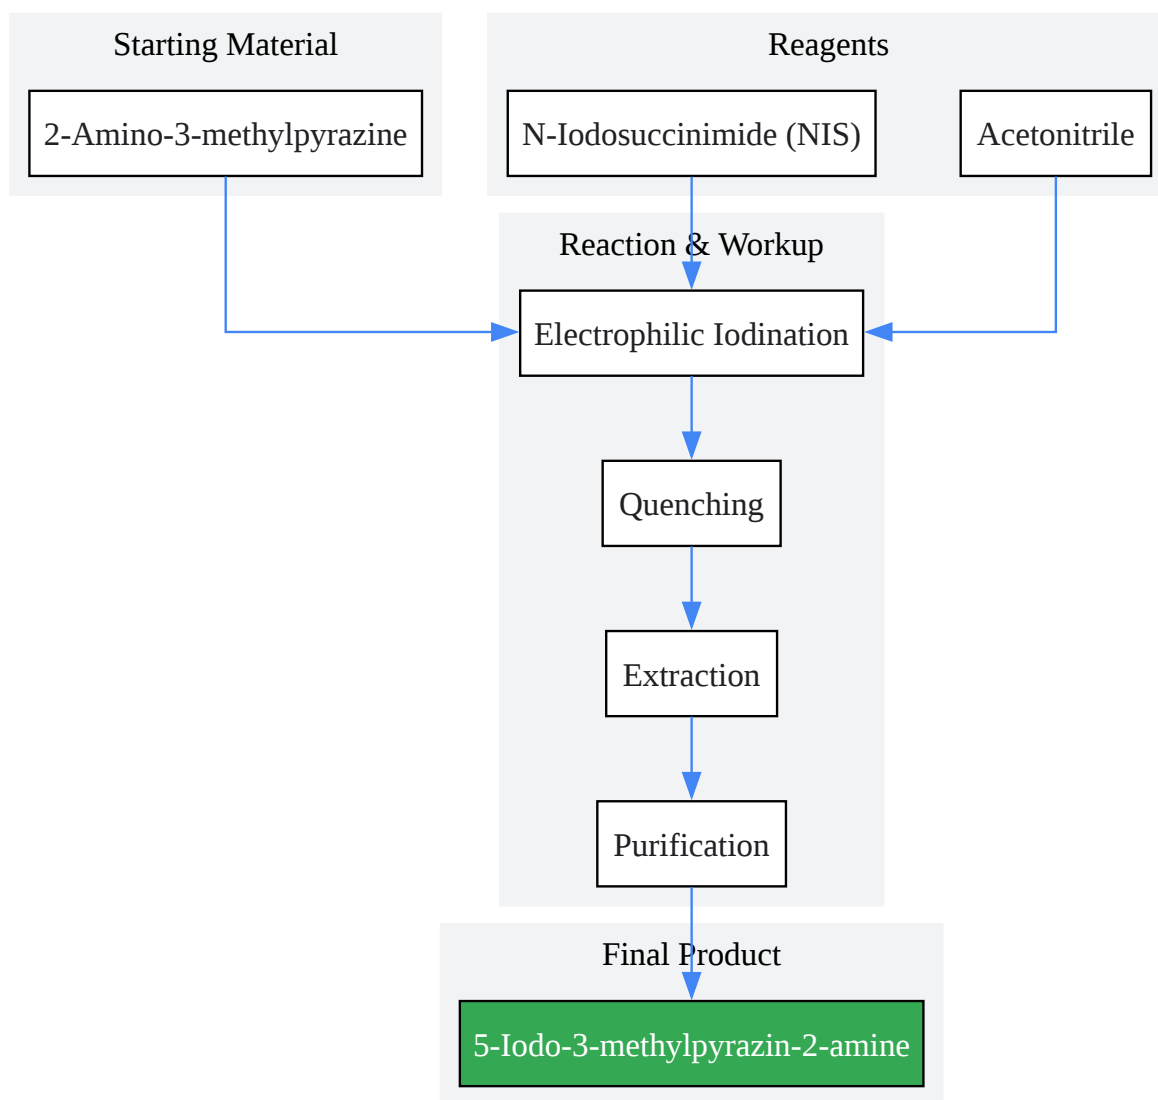 Starting Material
Reagents
2-Amino-3-methylpyrazine
N-Iodosuccinimide (NIS)
Acetonitrile
Reaction & Workup
Electrophilic Iodination
Quenching
Extraction
Purification
Final Product
5-Iodo-3-methylpyrazin-2-amine